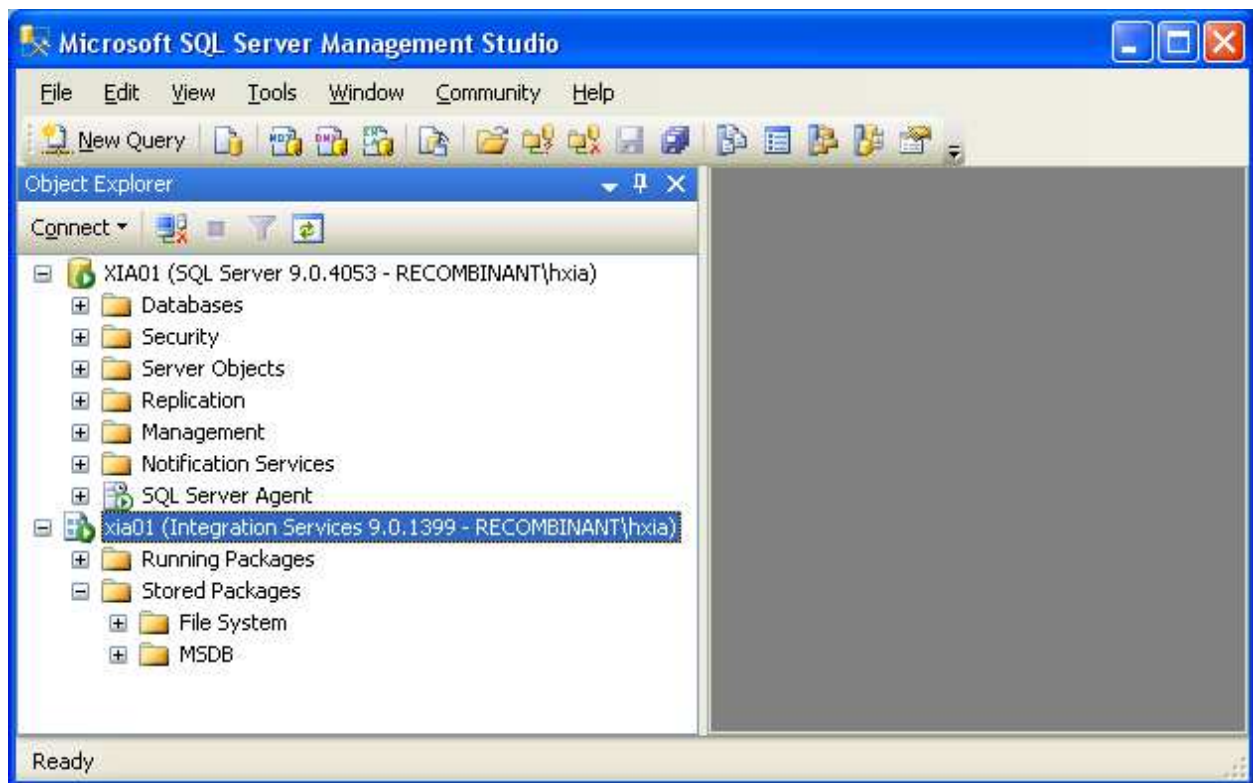 Microsoft SQL Server Management Studio
File Edit View Tools Window Community Help
New Query
Object Explorer
Connect
XIA01 (SQL Server 9.0.4053 - RECOMBINANT\hxia)
Databases
Security
Server Objects
Replication
Management
Notification Services
SQL Server Agent
xia01 (Integration Services 9.0.1399 - RECOMBINANT\hxia)
Running Packages
Stored Packages
File System
MSDB
Ready